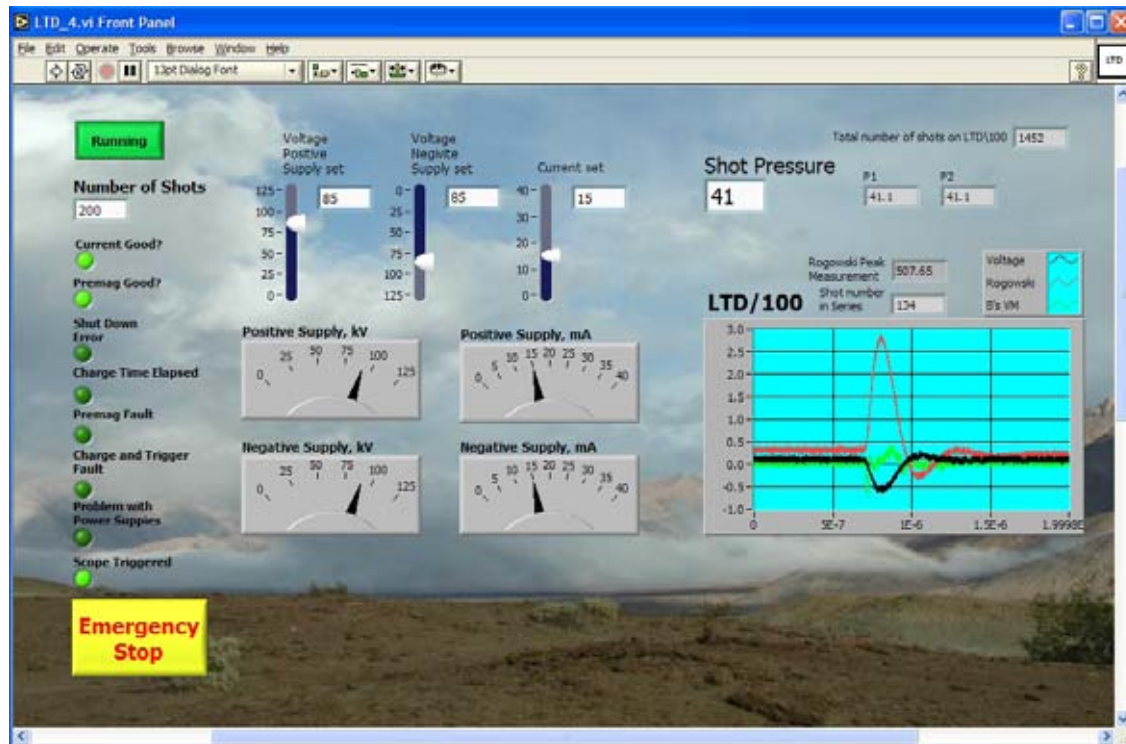 LTD_4.vi Front Panel
File Edit Operate Tools Browse Window Help
13pt Dialog Font
LTD
Running
Number of Shots
200
Current Good?
Premag Good?
Shut Down
Error
Charge Time Elapsed
Premag Fault
Charge and Trigger
Fault
Problem with
Power Suppies
Scope Triggered
Emergency
Stop
Voltage
Positive
Supply set
85
125
100
75
50
25
0
Voltage
Negivite
Supply set
85
0
25
50
75
100
125
Current set
15
40
30
20
10
0
Positive Supply, kV
0 25 50 75 100 125
Positive Supply, mA
0 5 10 15 20 25 30 35 40
Negative Supply, kV
0 25 50 75 100 125
Negative Supply, mA
0 5 10 15 20 25 30 35 40
Total number of shots on LTD\100 1452
Shot Pressure
41
P1
41.1
P2
41.1
Rogowski Peak
Measurement 507.65
Shot number
in Series 134
Voltage
Rogowski
B's VM
LTD/100
3.0
2.5
2.0
1.5
1.0
0.5
0.0
-0.5
-1.0
0 5E-7 1E-6 1.5E-6 1.9998E